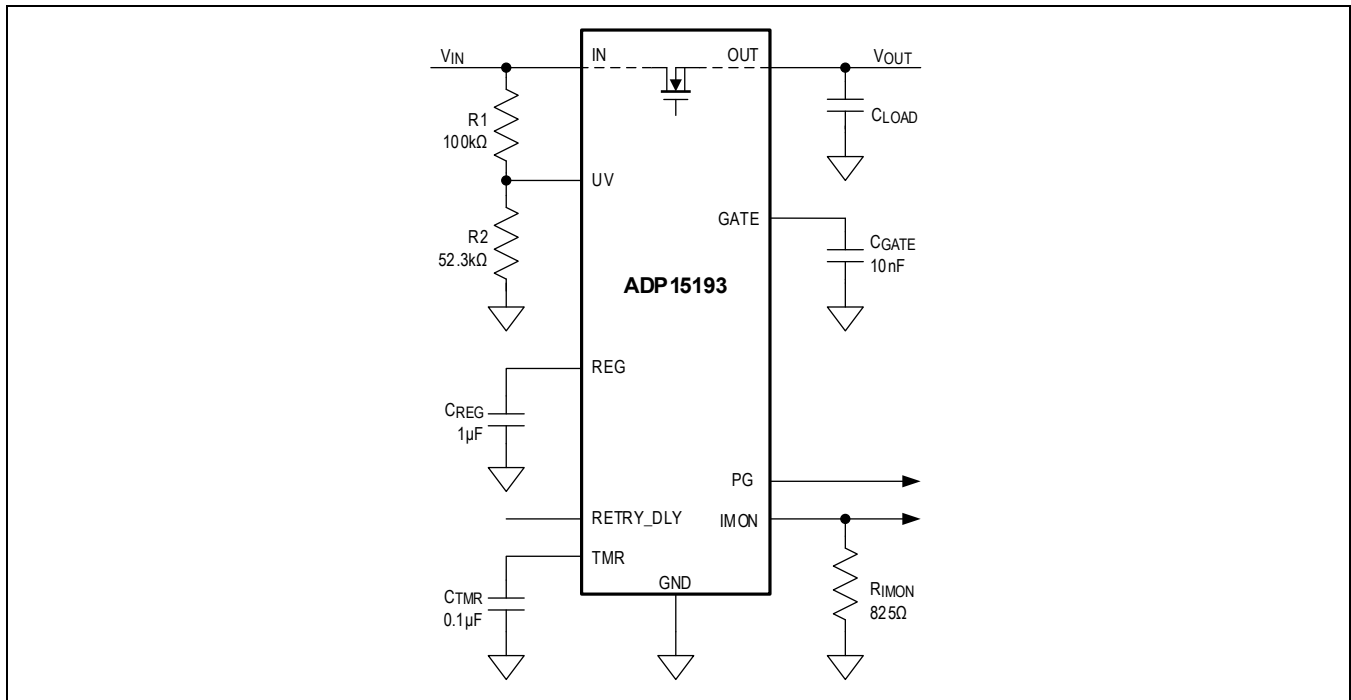 VIN
IN
OUT
VOUT
R1
100kΩ
CLOAD
UV
GATE
R2
52.3kΩ
CGATE
10nF
ADP15193
REG
CREG
1µF
PG
RETRY_DLY
IMON
TMR
GND
CTMR
0.1µF
RIMON
825Ω